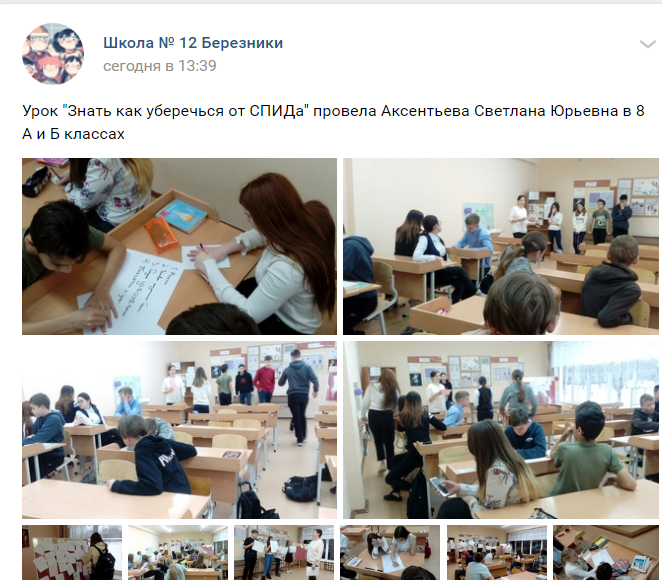 Школа № 12 Березники
сегодня в 13:39
Урок "Знать как уберечься от СПИДа" провела Аксентьева Светлана Юрьевна в 8
А и Б классах